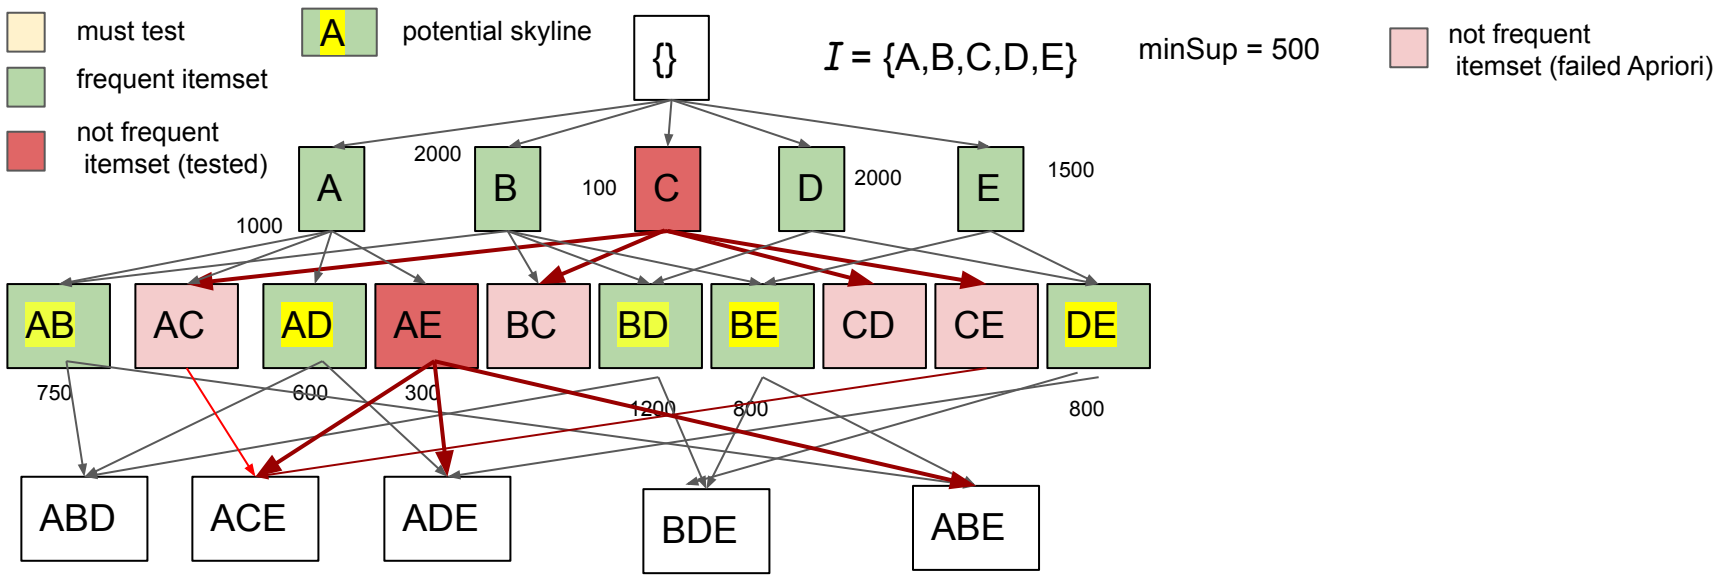 must test
A
potential skyline
{}
I = {A,B,C,D,E}
minSup = 500
not frequent
itemset (failed Apriori)
frequent itemset
not frequent
itemset (tested)
A
2000
B
100
C
D
2000
E
1500
1000
AB
AC
AD
AE
BC
BD
BE
CD
CE
DE
750
600
300
1200
800
800
ABD
ACE
ADE
BDE
ABE